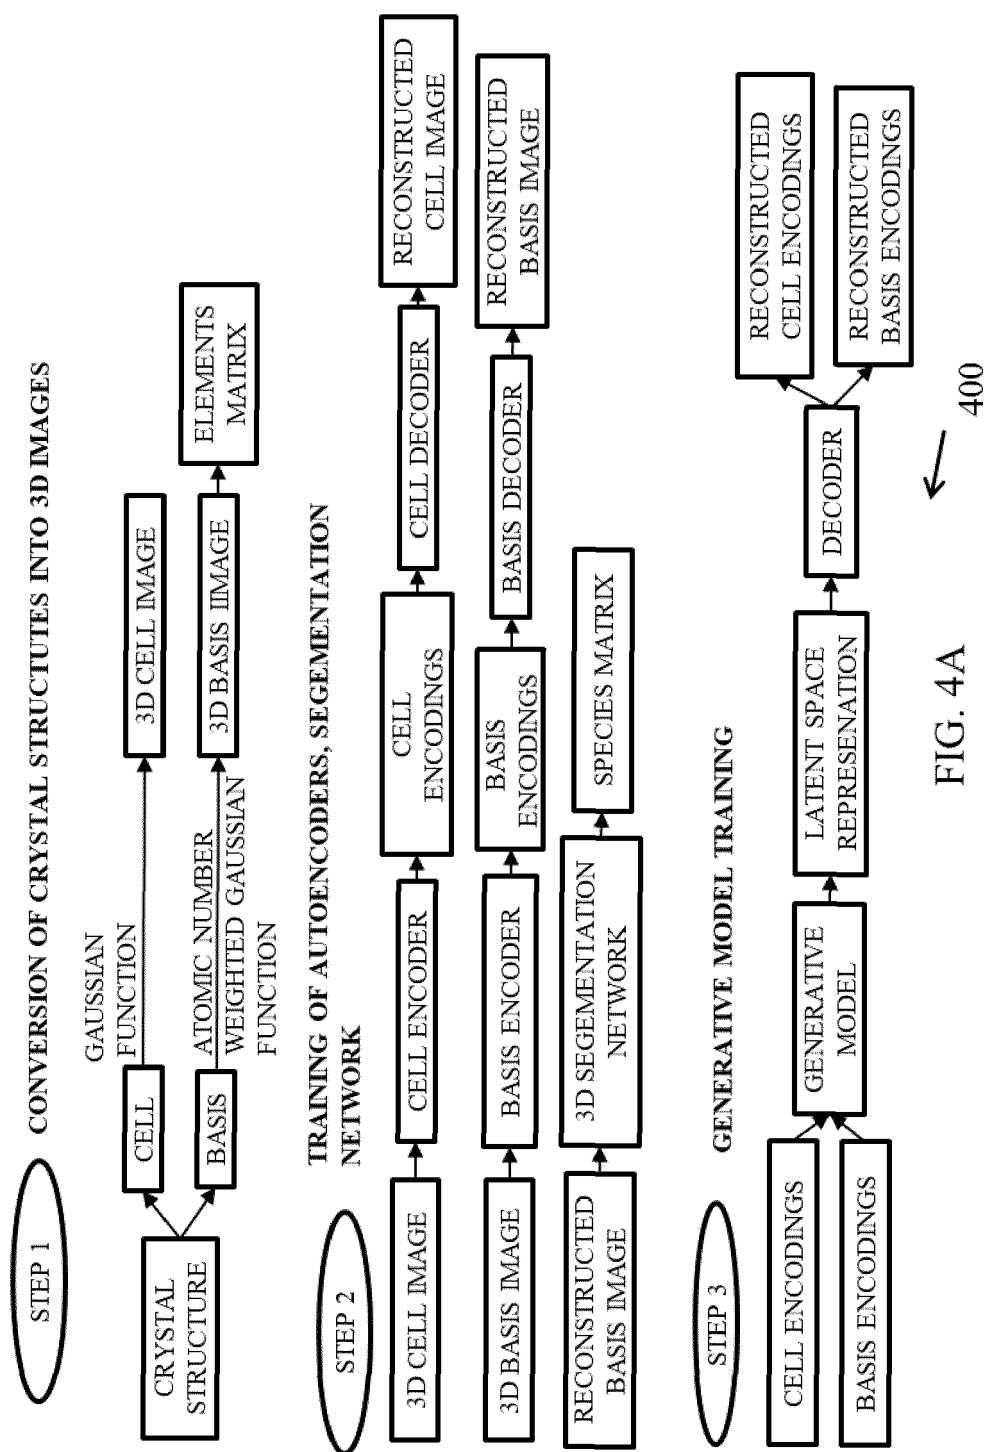 STEP 1
CONVERSION OF CRYSTAL STRUCTUTES INTO 3D IMAGES
CRYSTAL
STRUCTURE
CELL
GAUSSIAN
FUNCTION
3D CELL IMAGE
BASIS
ATOMIC NUMBER
WEIGHTED GAUSSIAN
FUNCTION
3D BASIS IIMAGE
ELEMENTS
MATRIX
STEP 2
TRAINING OF AUTOENCODERS, SEGEMENTATION
NETWORK
3D CELL IMAGE
CELL ENCODER
CELL
ENCODINGS
CELL DECODER
RECONSTRUCTED
CELL IMAGE
3D BASIS IMAGE
BASIS ENCODER
BASIS
ENCODINGS
BASIS DECODER
RECONSTRUCTED
BASIS IMAGE
RECONSTRUCTED
BASIS IMAGE
3D SEGEMENTATION
NETWORK
SPECIES MATRIX
STEP 3
GENERATIVE MODEL TRAINING
CELL ENCODINGS
BASIS ENCODINGS
GENERATIVE
MODEL
LATENT SPACE
REPRESENATION
DECODER
RECONSTRUCTED
CELL ENCODINGS
RECONSTRUCTED
BASIS ENCODINGS
400
FIG. 4A